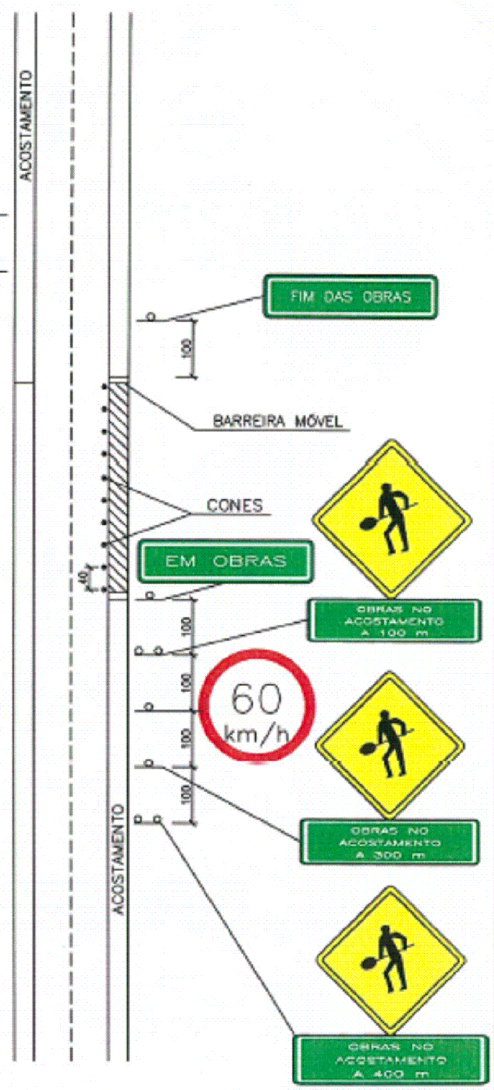 ACOSTAMENTO
FIM DAS OBRAS
100
BARREIRA MÓVEL
CONES
EM OBRAS
40
100
OBRAS NO
ACOSTAMENTO
A 100 m
100
60
km/h
100
100
OBRAS NO
ACOSTAMENTO
A 300 m
ACOSTAMENTO
OBRAS NO
ACOSTAMENTO
A 400 m